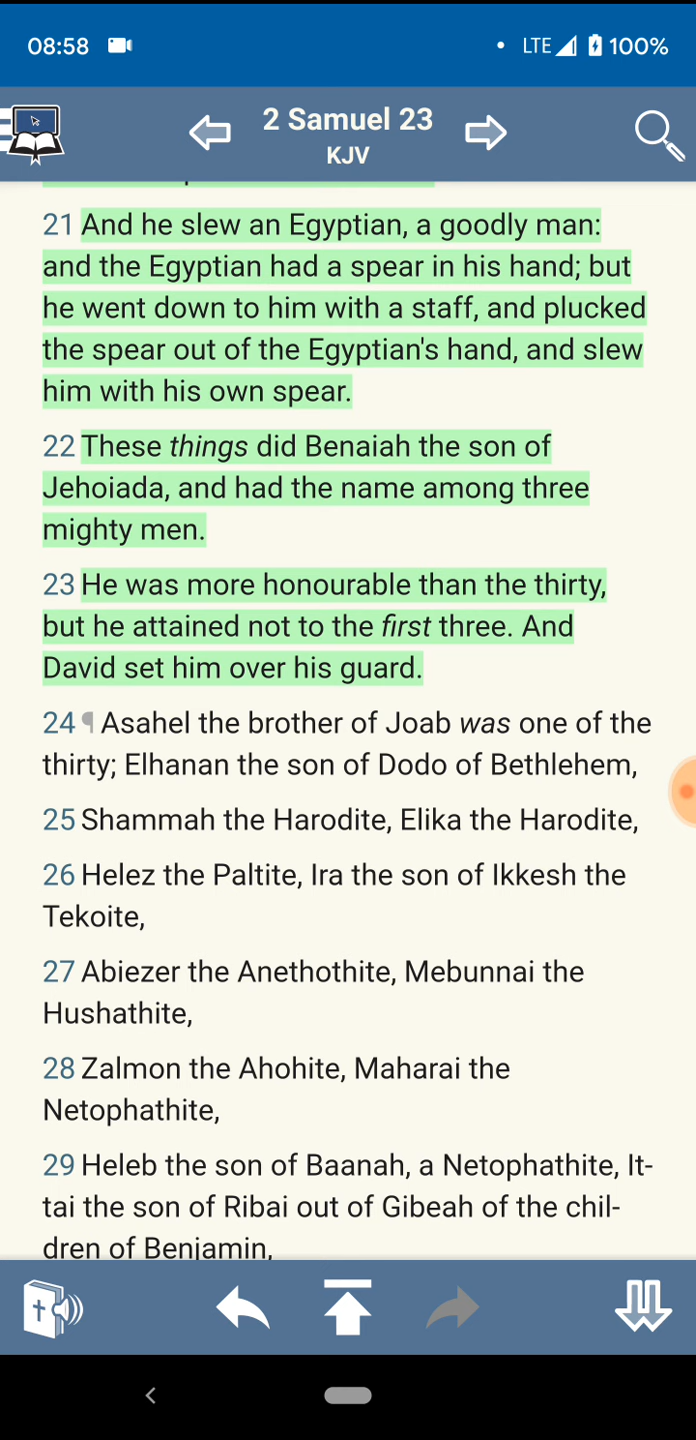 08:58
LTE 100%
2 Samuel 23
KJV
21 And he slew an Egyptian, a goodly man:
and the Egyptian had a spear in his hand; but
he went down to him with a staff, and plucked
the spear out of the Egyptian's hand, and slew
him with his own spear.
22 These things did Benaiah the son of
Jehoiada, and had the name among three
mighty men.
23 He was more honourable than the thirty,
but he attained not to the first three. And
David set him over his guard.
24 ¶ Asahel the brother of Joab was one of the
thirty; Elhanan the son of Dodo of Bethlehem,
25 Shammah the Harodite, Elika the Harodite,
26 Helez the Paltite, Ira the son of Ikkesh the
Tekoite,
27 Abiezer the Anethothite, Mebunnai the
Hushathite,
28 Zalmon the Ahohite, Maharai the
Netophathite,
29 Heleb the son of Baanah, a Netophathite, It-
tai the son of Ribai out of Gibeah of the chil-
dren of Benjamin,